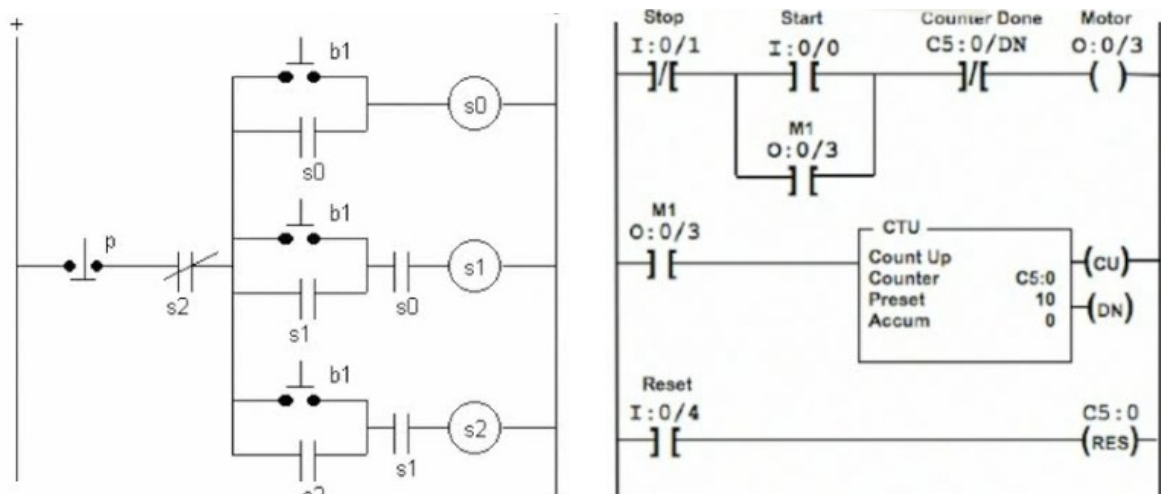 +
b1
s0
s0
b1
p
s2
s1
s0
s1
b1
s2
s1
Stop Start Counter Done Motor
I:0/1 I:0/0 C5:0/DN O:0/3
M1
O:0/3
M1
O:0/3
CTU
Count Up
Counter C5:0
Preset 10
Accum 0
(CU)
(DN)
Reset
I:0/4 C5:0
(RES)